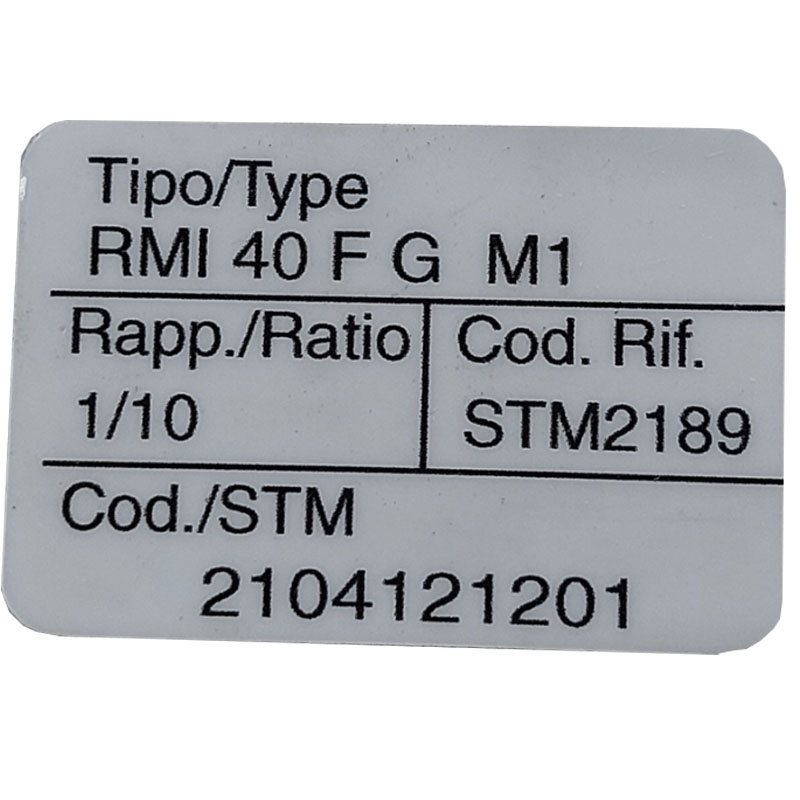 Tipo/Type
RMI 40 F G M1
Rapp./Ratio
1/10
Cod. Rif.
STM2189
Cod./STM
2104121201